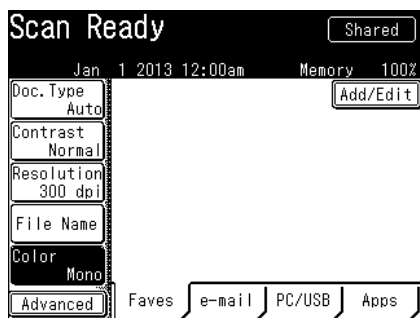 Scan Ready
Shared
Jan 1 2013 12:00am Memory 100%
Doc.Type
Auto
Add/Edit
Contrast
Normal
Resolution
300 dpi
File Name
Color
Mono
Advanced
Faves e-mail PC/USB Apps